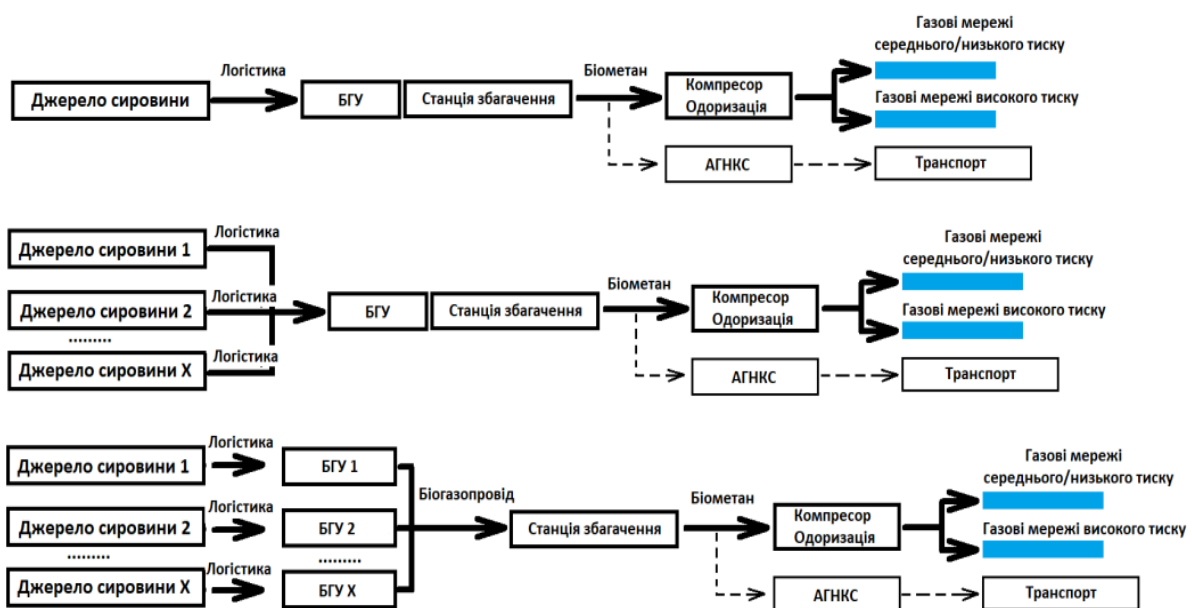 Газові мережі
середнього/низького тиску
Логістика
Біометан
Джерело сировини
БГУ
Станція збагачення
Компресор
Одоризація
Газові мережі високого тиску
АГНКС
Транспорт
Джерело сировини 1
Логістика
Газові мережі
середнього/низького тиску
Джерело сировини 2
Логістика
БГУ
Станція збагачення
Біометан
Компресор
Одоризація
Газові мережі високого тиску
.........
Джерело сировини X
Логістика
АГНКС
Транспорт
Джерело сировини 1
Логістика
БГУ 1
Газові мережі
середнього/низького тиску
Джерело сировини 2
Логістика
БГУ 2
Біогазопровід
Станція збагачення
Біометан
Компресор
Одоризація
Газові мережі високого тиску
.........
.........
Джерело сировини X
Логістика
БГУ X
АГНКС
Транспорт